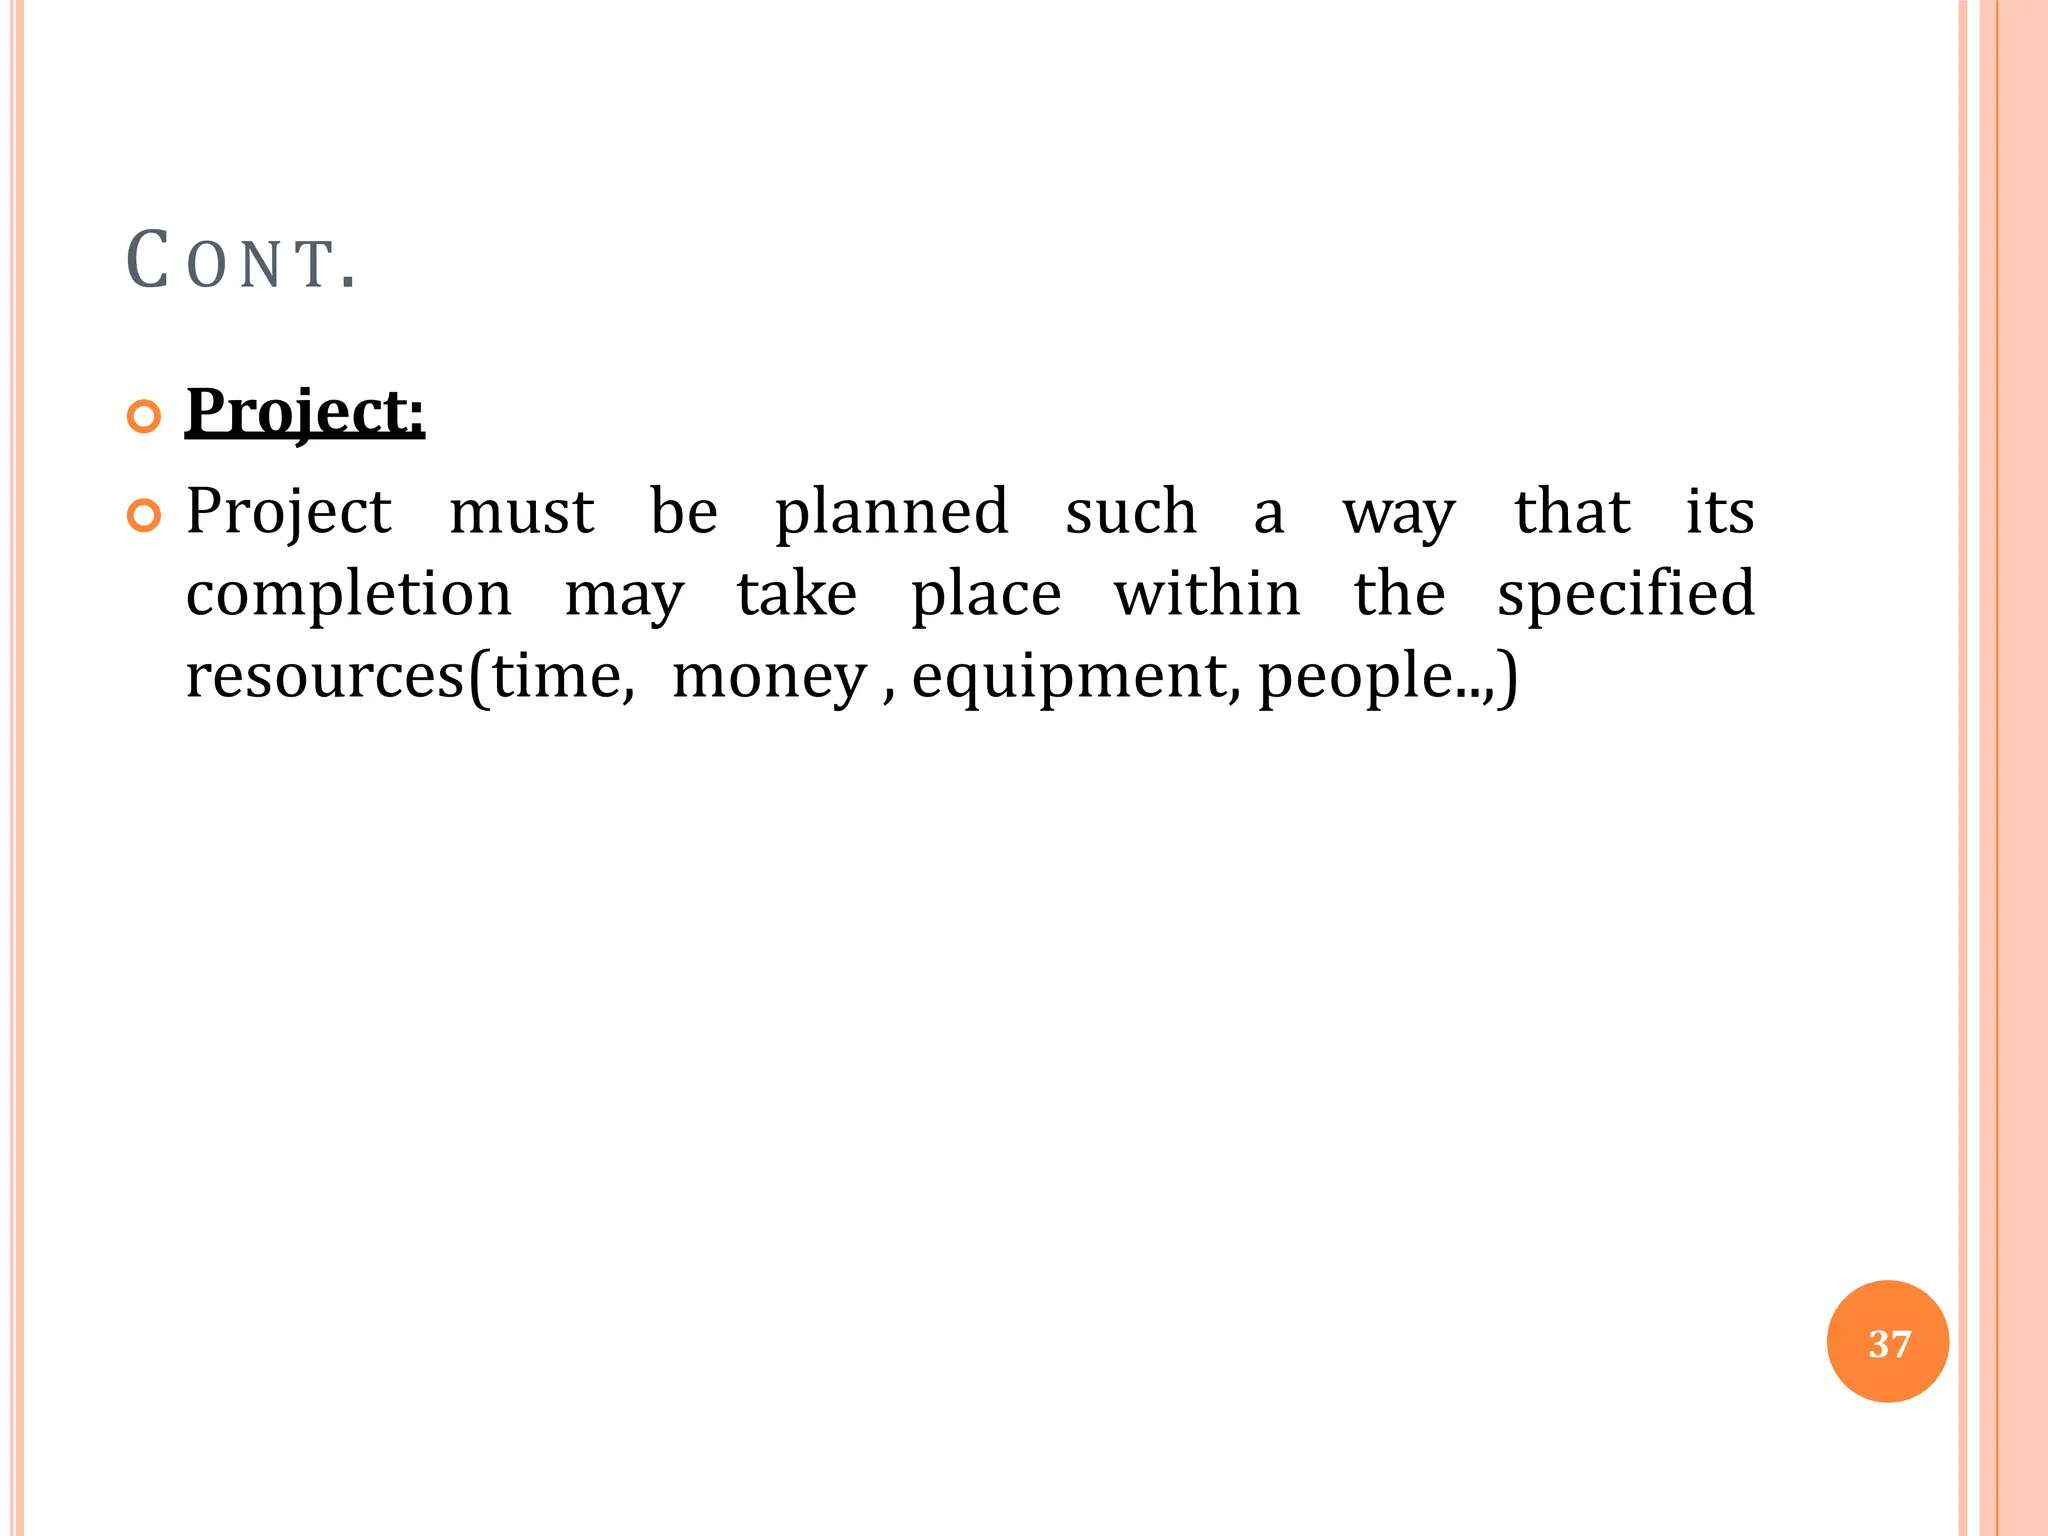 CONT.
Project:
Project must be planned such a way that its
completion may take place within the specified
resources(time, money , equipment, people..,)
37